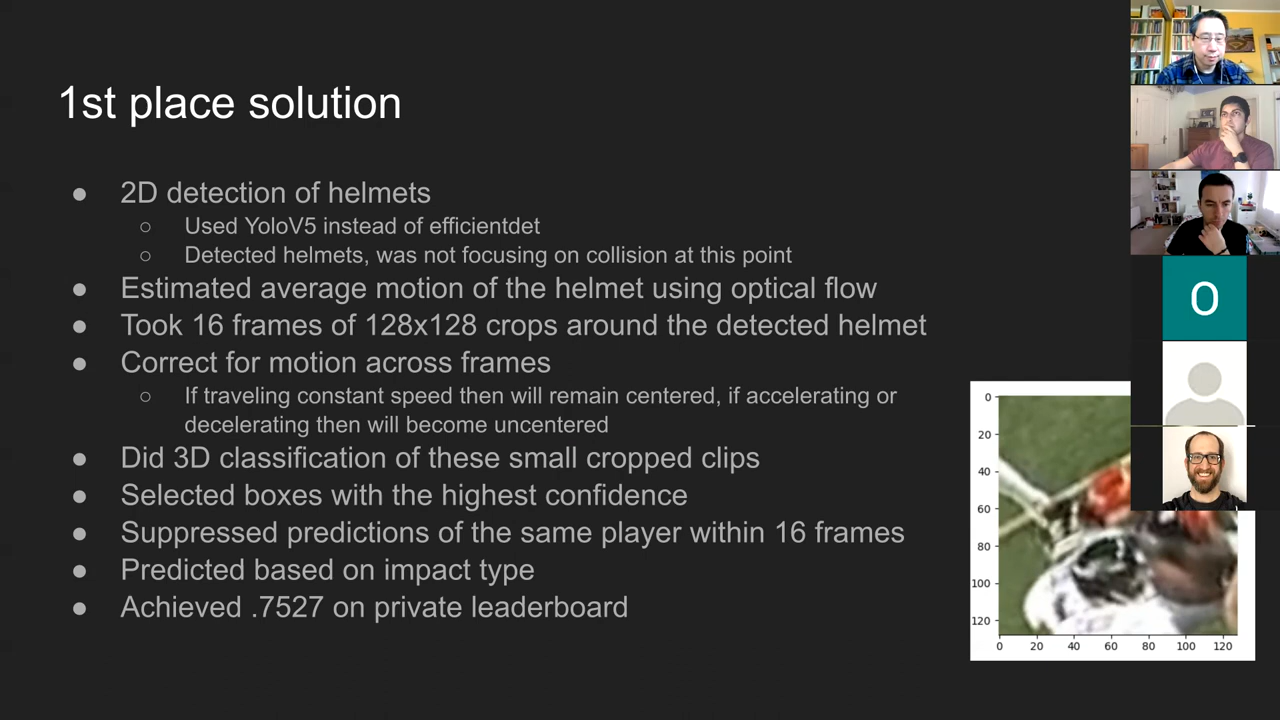 1st place solution
● 2D detection of helmets
○ Used YoloV5 instead of efficientdet
○ Detected helmets, was not focusing on collision at this point
● Estimated average motion of the helmet using optical flow
● Took 16 frames of 128x128 crops around the detected helmet
● Correct for motion across frames
○ If traveling constant speed then will remain centered, if accelerating or
decelerating then will become uncentered
● Did 3D classification of these small cropped clips
● Selected boxes with the highest confidence
● Suppressed predictions of the same player within 16 frames
● Predicted based on impact type
● Achieved .7527 on private leaderboard
O
0
20
40
60
80
100
120
0 20 40 60 80 100 120